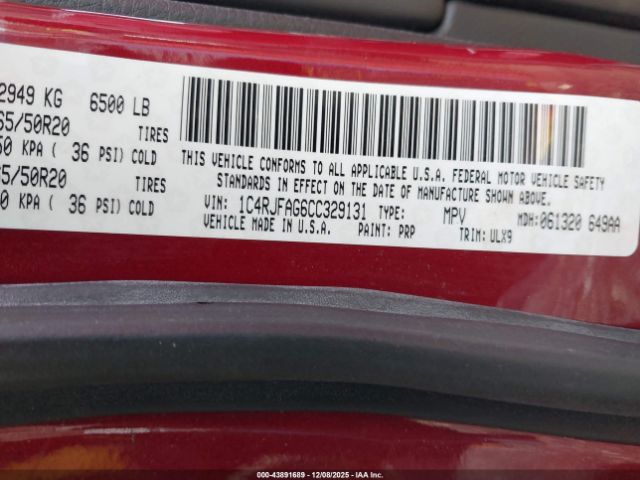 2949 KG 6500 LB
65/50R20 TIRES
50 KPA ( 36 PSI) COLD
65/50R20 TIRES
50 KPA ( 36 PSI) COLD
THIS VEHICLE CONFORMS TO ALL APPLICABLE U.S.A. FEDERAL MOTOR VEHICLE SAFETY
STANDARDS IN EFFECT ON THE DATE OF MANUFACTURE SHOWN ABOVE.
VIN: 1C4RJFAG6CC329131 TYPE: MPV MDH: 061320 649AA
VEHICLE MADE IN U.S.A. PAINT: PRP TRIM: ULX9
000-43891689 | 12/08/2025 - IAA Inc.